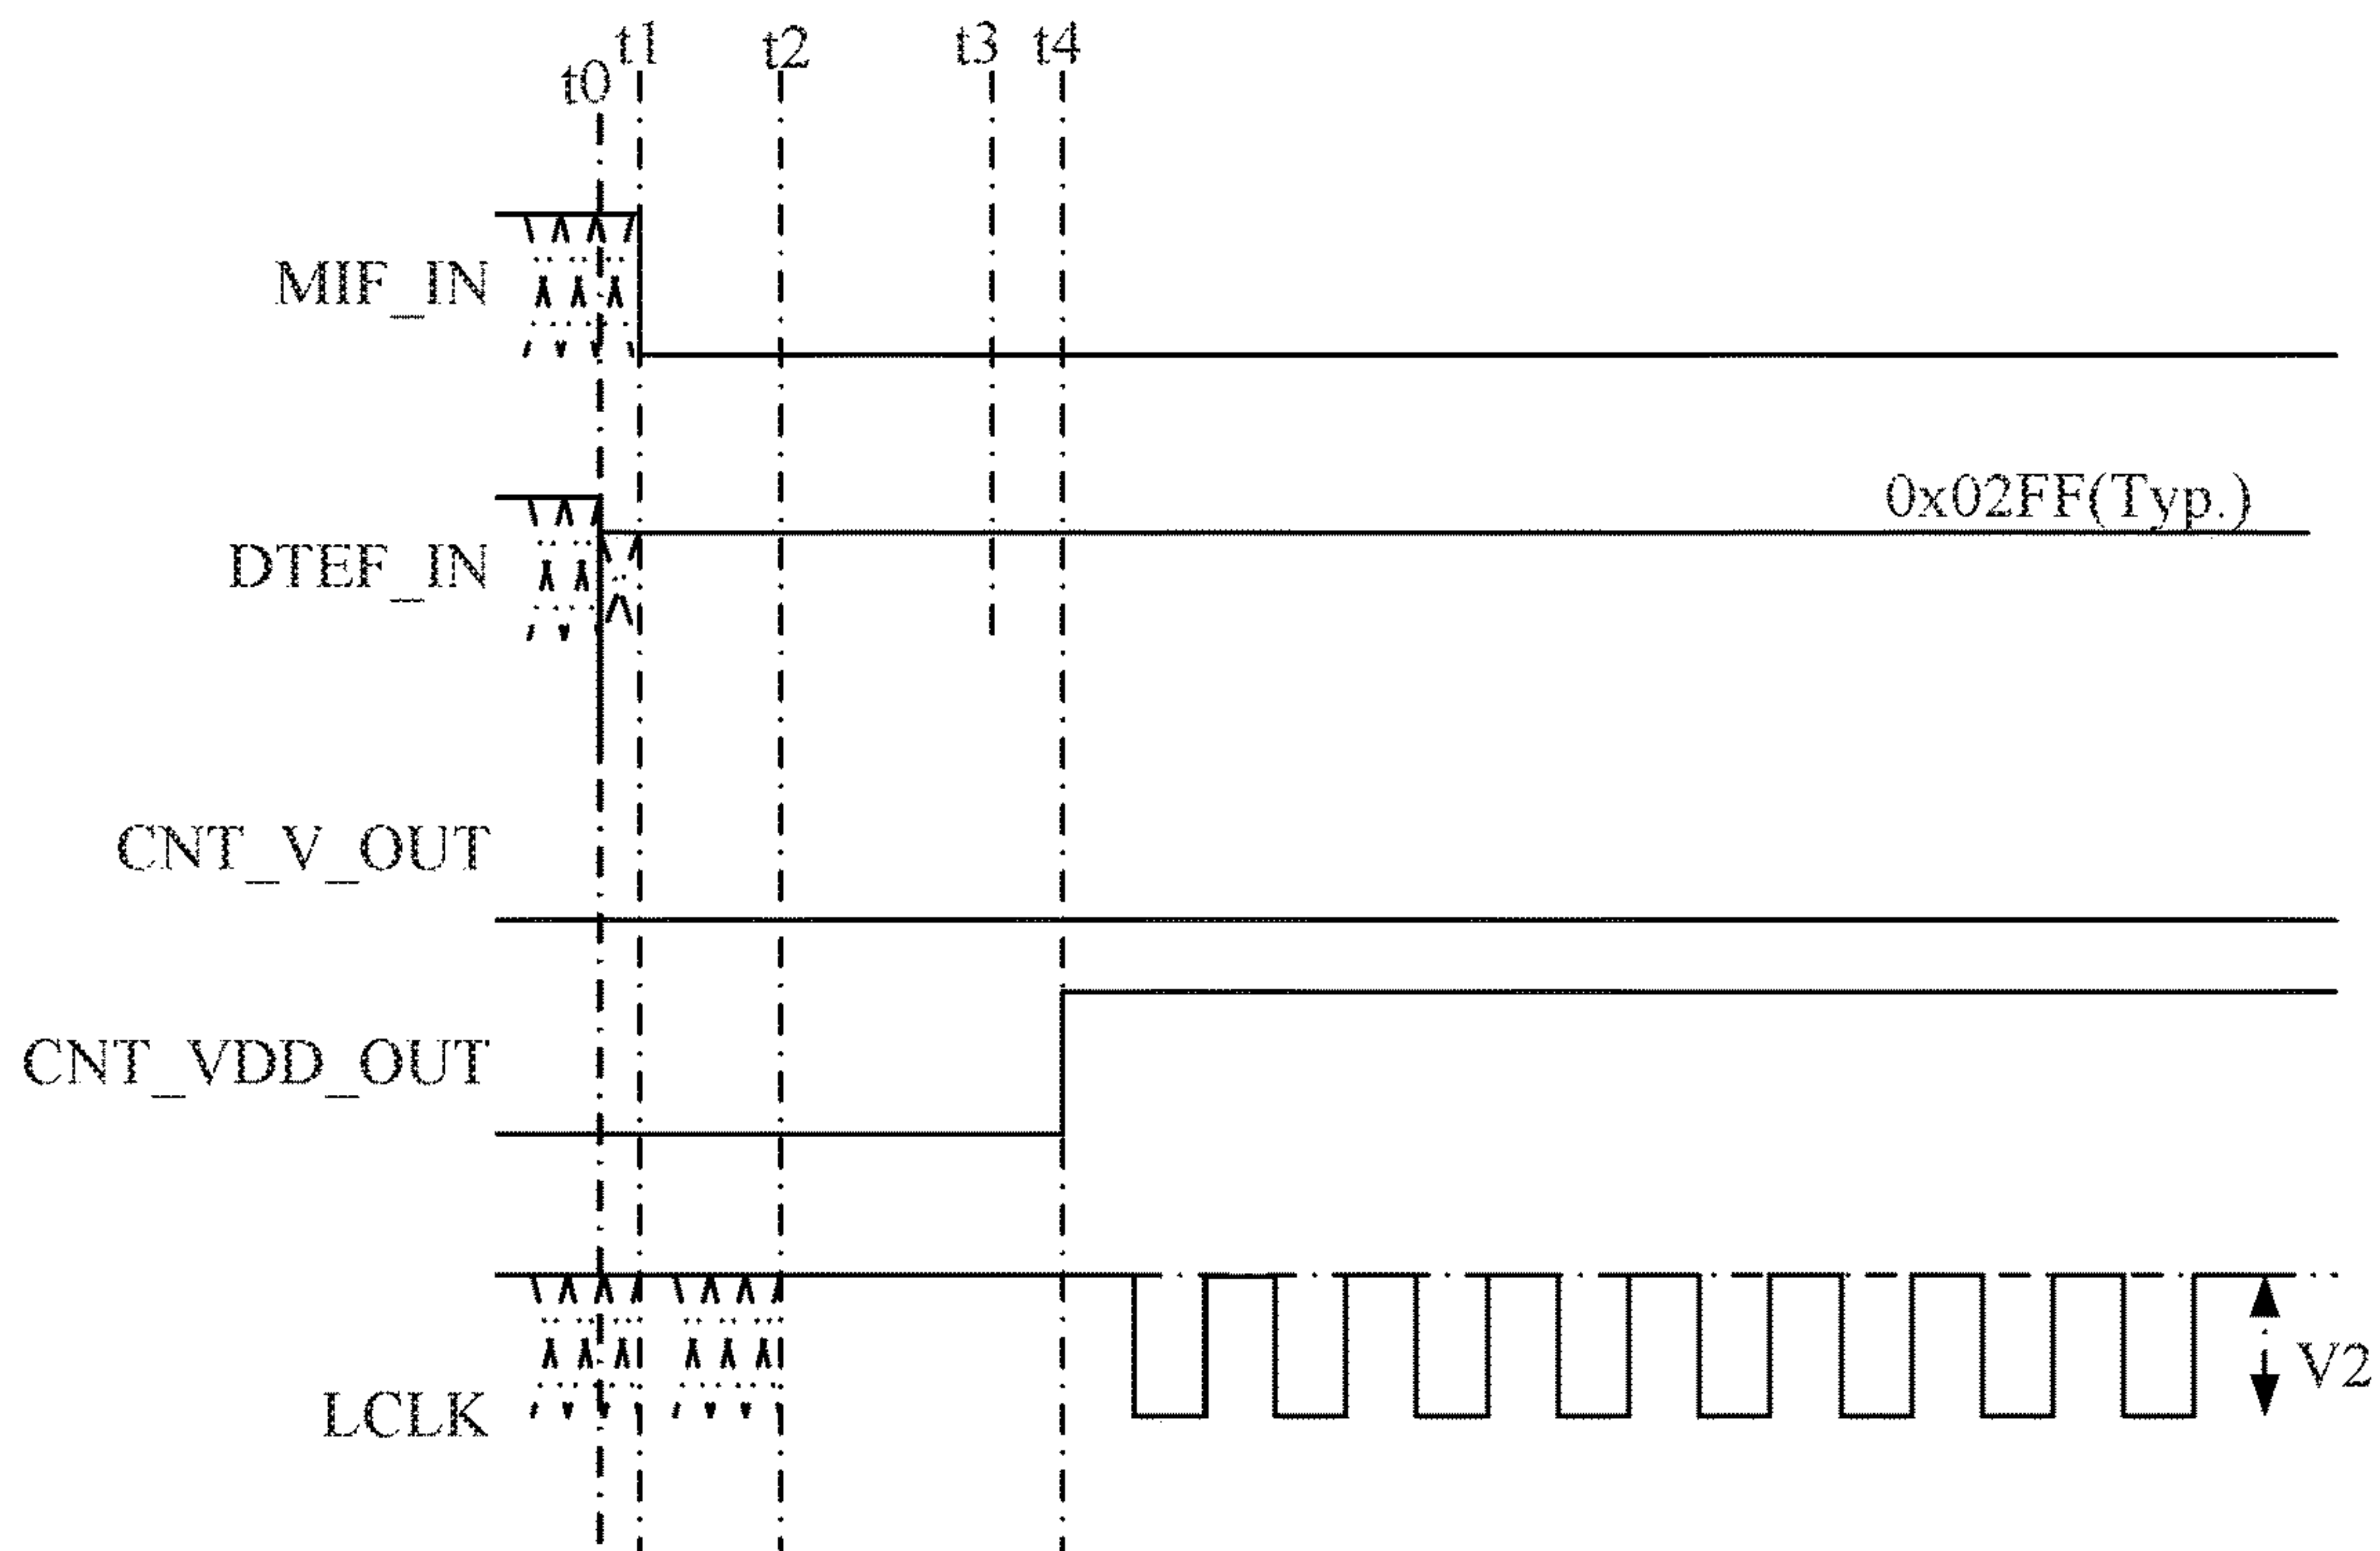 t0 t1 t2 t3 t4
MIF_IN
0x02FF(Typ.)
DTEF_IN
CNT_V_OUT
CNT_VDD_OUT
V2
LCLK